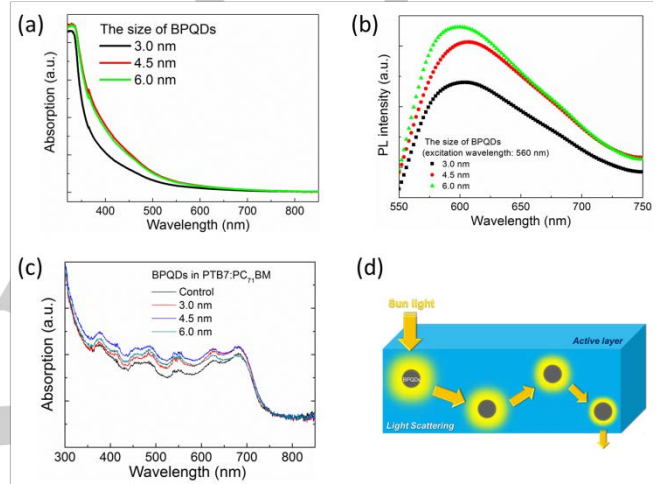 (a)
The size of BPQDs
3.0 nm
4.5 nm
6.0 nm
Absorption (a.u.)
400 500 600 700 800
Wavelength (nm)
(b)
PL intensity (a.u.)
The size of BPQDs
(excitation wavelength: 560 nm)
3.0 nm
4.5 nm
6.0 nm
550 600 650 700 750
Wavelength (nm)
(c)
BPQDs in PTB7:PC71BM
Control
3.0 nm
4.5 nm
6.0 nm
Absorption (a.u.)
300 400 500 600 700 800
Wavelength (nm)
(d)
Sun light
Active layer
BPQDs
Light Scattering